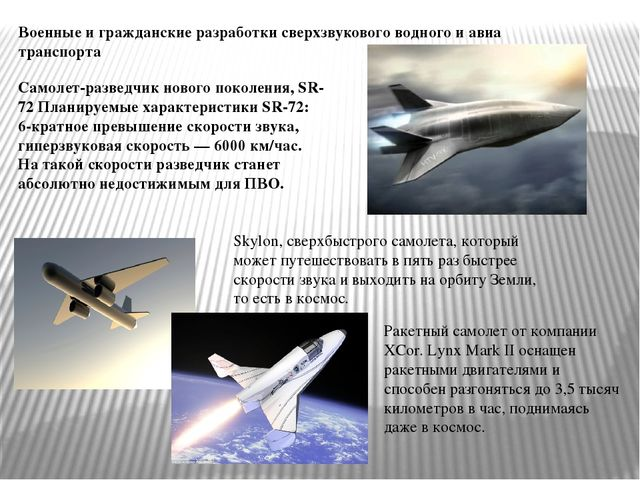 Военные и гражданские разработки сверхзвукового водного и авиа
транспорта
Самолет-разведчик нового поколения, SR-
72 Планируемые характеристики SR-72:
6-кратное превышение скорости звука,
гиперзвуковая скорость — 6000 км/час.
На такой скорости разведчик станет
абсолютно недостижимым для ПВО.
Skylon, сверхбыстрого самолета, который
может путешествовать в пять раз быстрее
скорости звука и выходить на орбиту Земли,
то есть в космос.
Ракетный самолет от компании
XCor. Lynx Mark II оснащен
ракетными двигателями и
способен разгоняться до 3,5 тысяч
километров в час, поднимаясь
даже в космос.